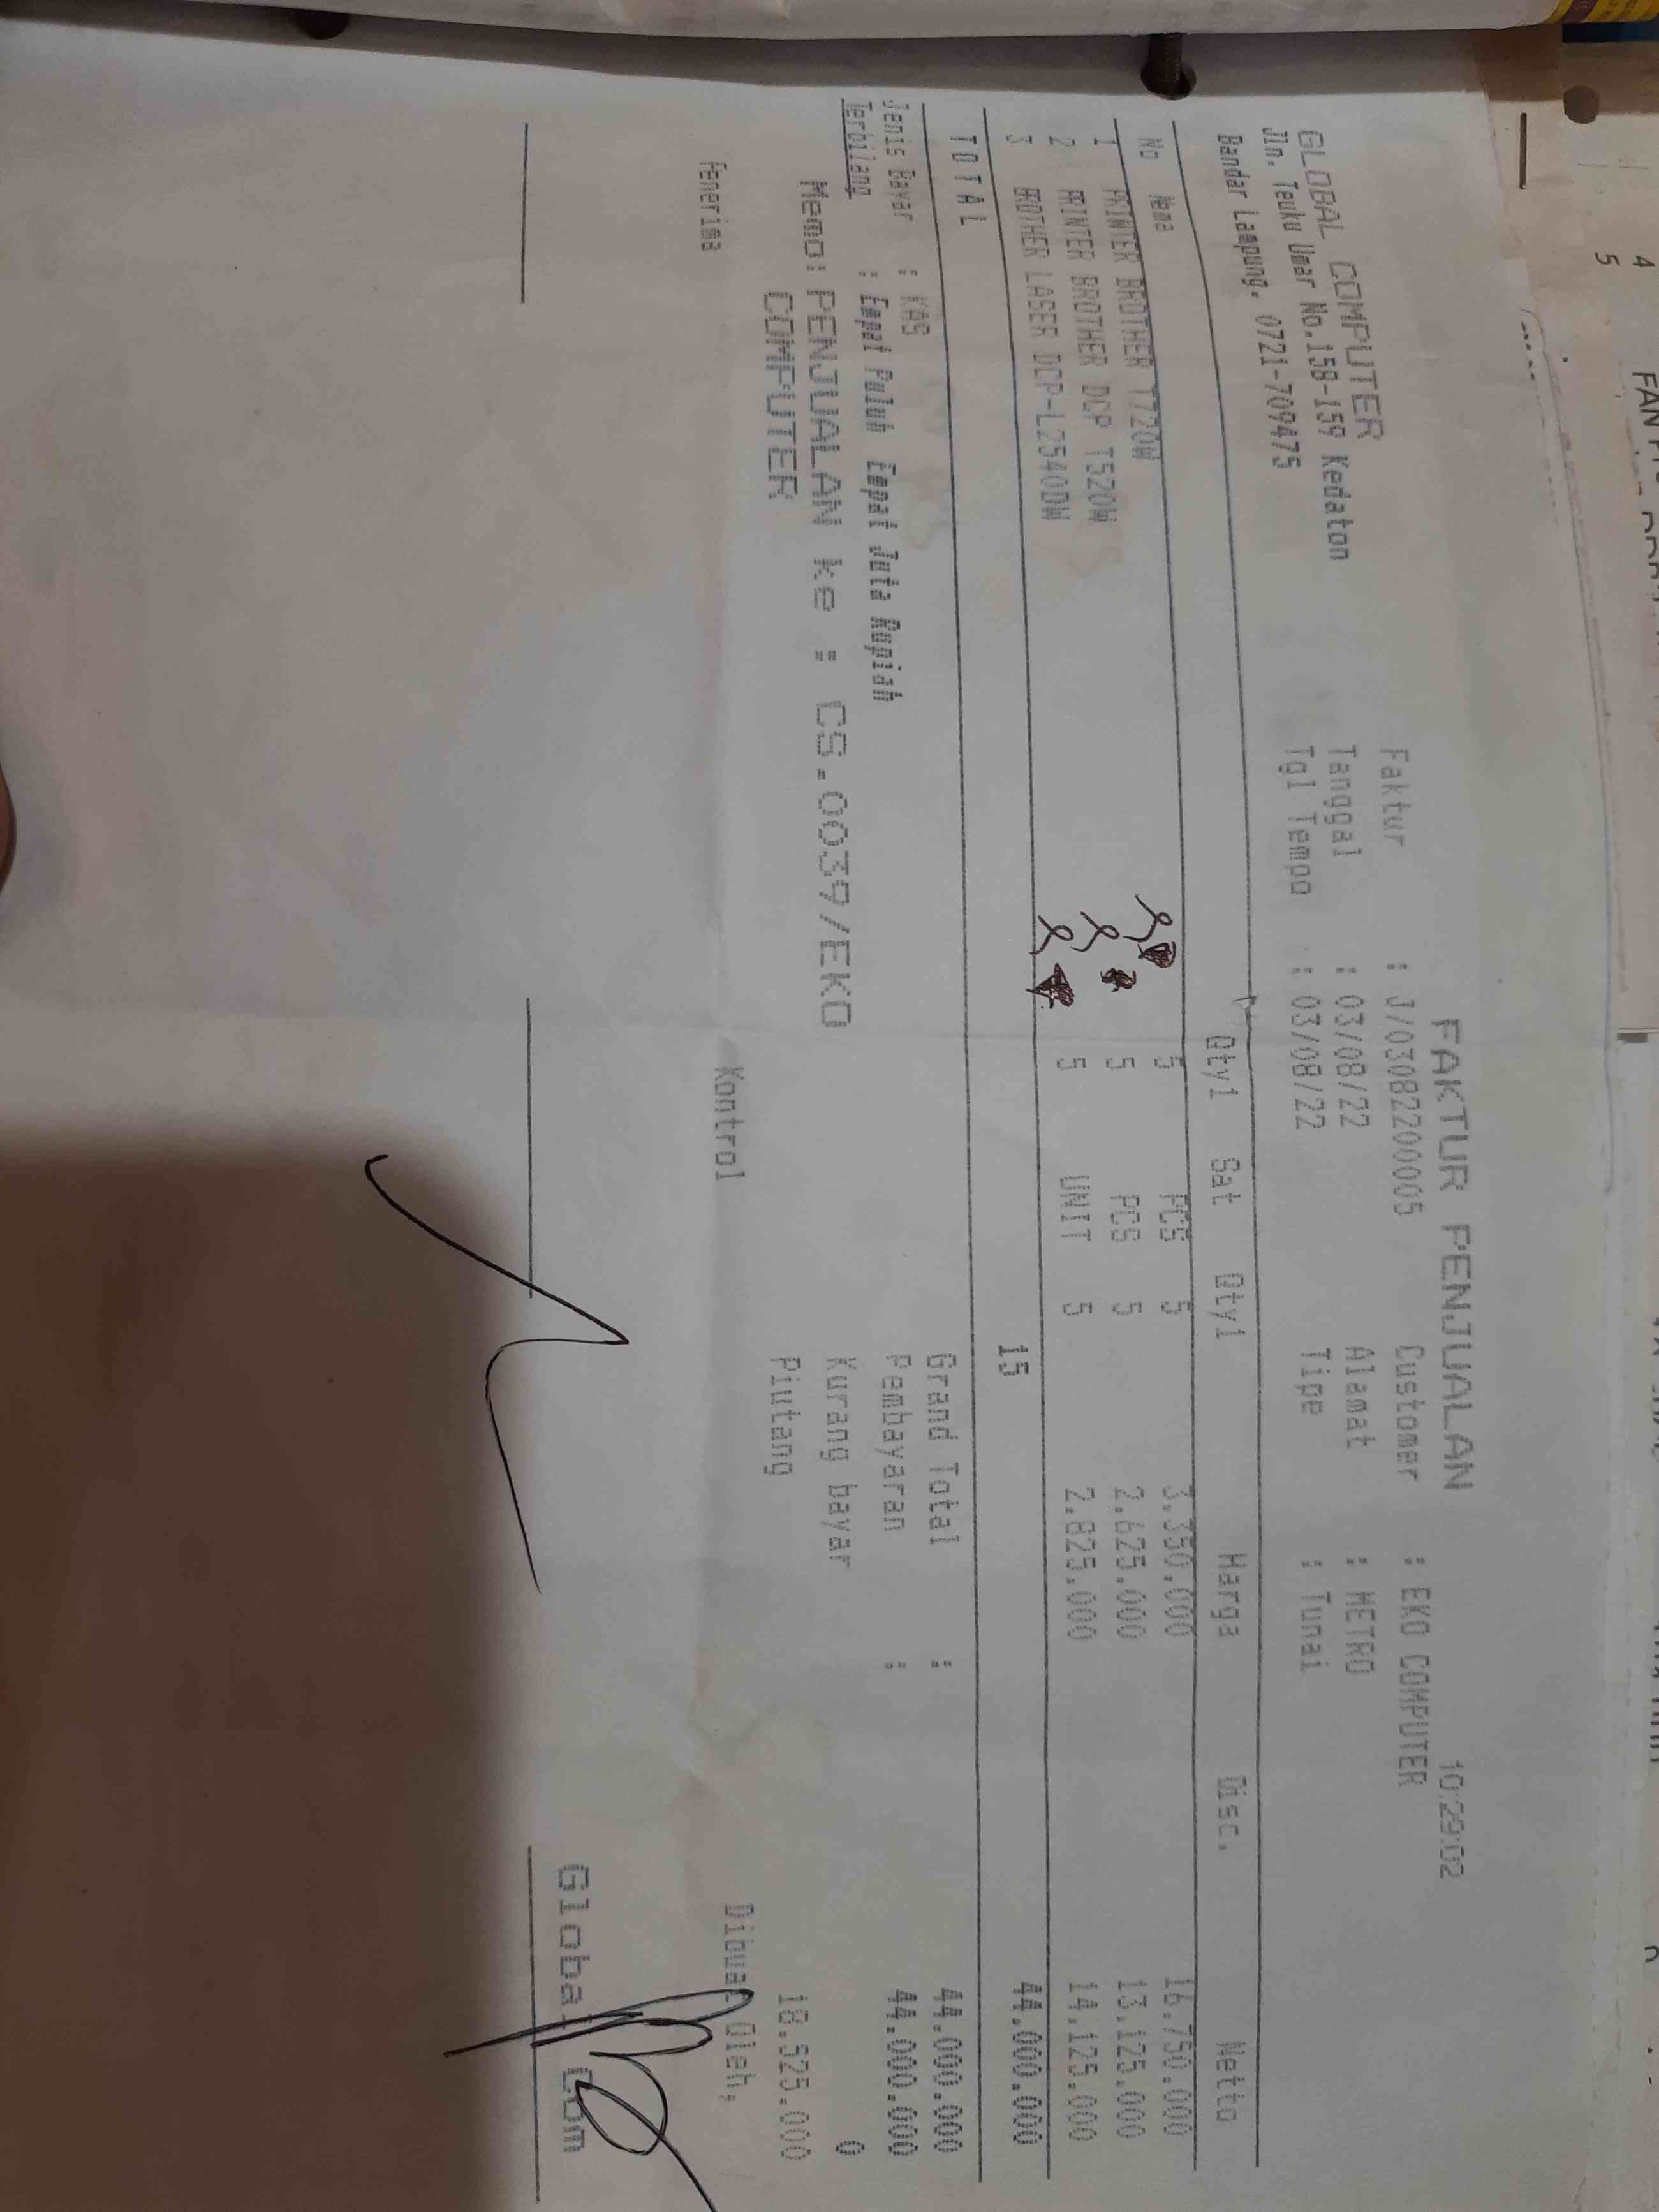 FAKTUR PENJUALAN 10:29:02
GLOBAL COMPUTER
Jln. Teuku Umar No.158-159 Kedaton
Bandar Lampung. 0721-709475
Faktur : J/0308220005
Tanggal : 03/08/22
Tgl Tempo : 03/08/22
Customer : EKO COMPUTER
Alamat : METRO
Tipe : Tunai
No Nama Qty1 Sat Qty1 Harga Disc. Netto
1 PRINTER BROTHER T720W 5 PCS 5 3.350.000 16.750.000
2 PRINTER BROTHER DCP T520W 5 PCS 5 2.625.000 13.125.000
3 BROTHER LASER DCP-L2540DW 5 UNIT 5 2.825.000 14.125.000
T O T A L 15 44.000.000
Jenis Bayar : KAS
Terbilang : Empat Puluh Empat Juta Rupiah
Memo: PENJUALAN ke : CS.0039/EKO
COMPUTER
Grand Total : 44.000.000
Pembayaran : 44.000.000
Kurang bayar 0
Piutang 18.525.000
Penerima Kontrol Dibuat Oleh,
Global Com
4
5